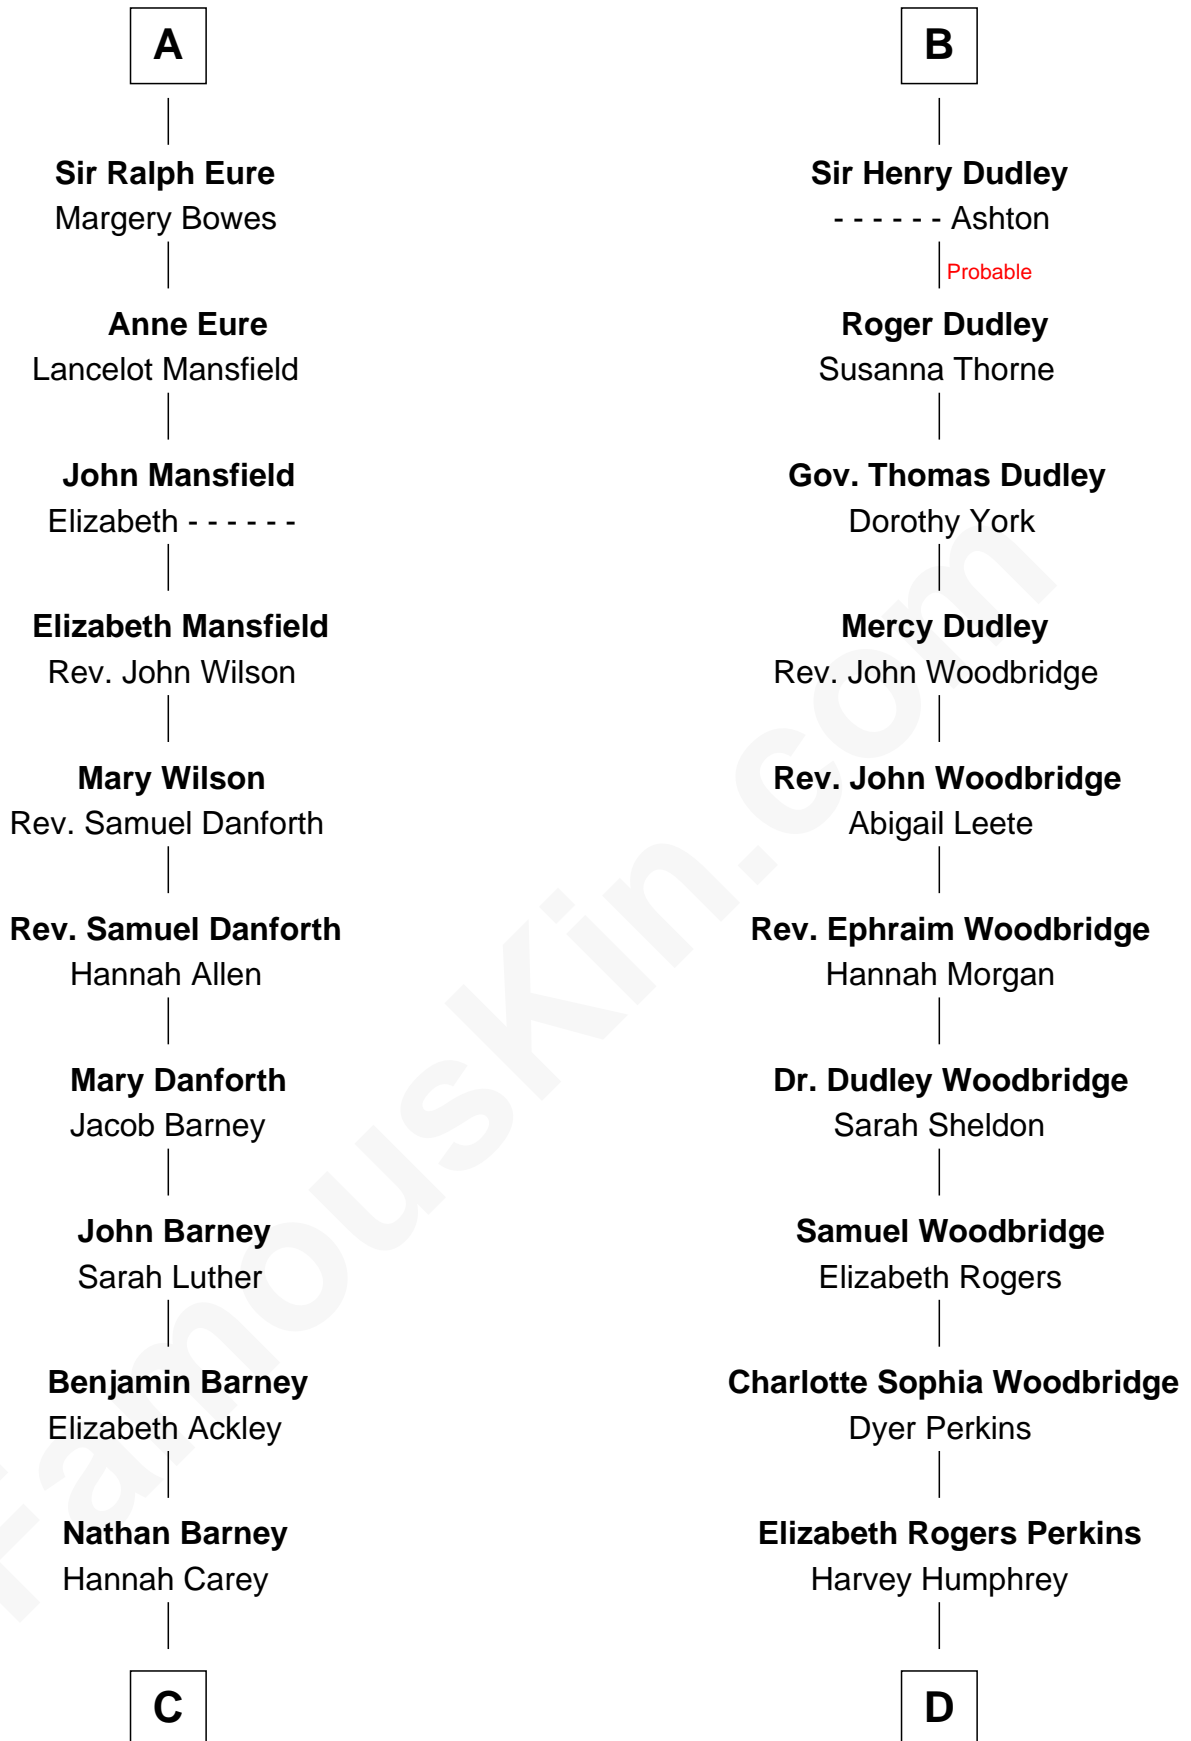 A
Sir Ralph Eure
Margery Bowes
Anne Eure
Lancelot Mansfield
John Mansfield
Elizabeth - - - - - -
Elizabeth Mansfield
Rev. John Wilson
Mary Wilson
Rev. Samuel Danforth
Rev. Samuel Danforth
Hannah Allen
Mary Danforth
Jacob Barney
John Barney
Sarah Luther
Benjamin Barney
Elizabeth Ackley
Nathan Barney
Hannah Carey
C
B
Sir Henry Dudley
- - - - - - Ashton
Probable
Roger Dudley
Susanna Thorne
Gov. Thomas Dudley
Dorothy York
Mercy Dudley
Rev. John Woodbridge
Rev. John Woodbridge
Abigail Leete
Rev. Ephraim Woodbridge
Hannah Morgan
Dr. Dudley Woodbridge
Sarah Sheldon
Samuel Woodbridge
Elizabeth Rogers
Charlotte Sophia Woodbridge
Dyer Perkins
Elizabeth Rogers Perkins
Harvey Humphrey
D
FamousKin.com